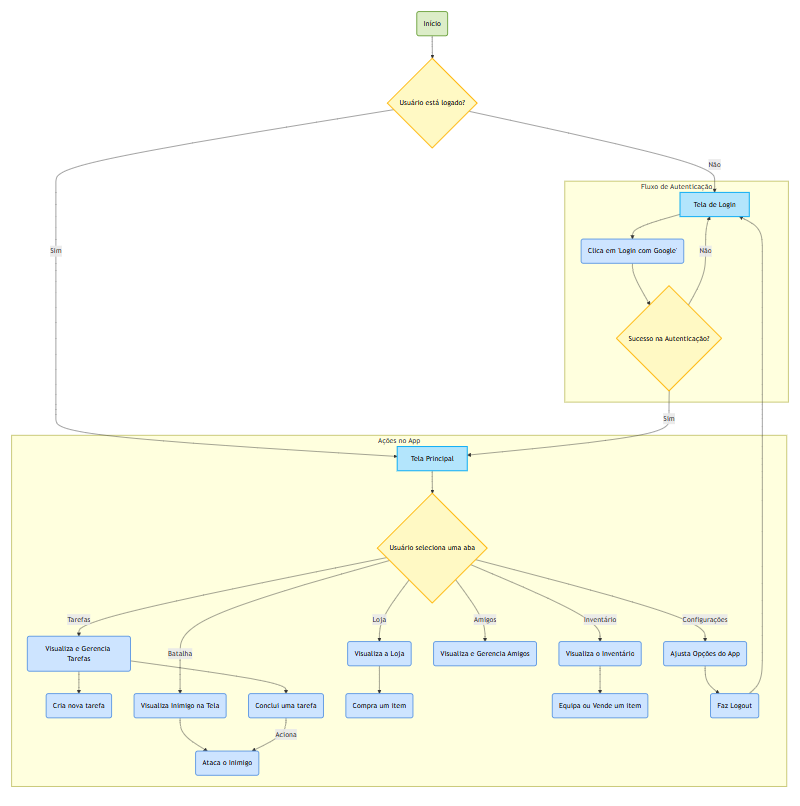 Início
Usuário está logado?
Não
Fluxo de Autenticação
Tela de Login
Sim
Clica em 'Login com Google'
Não
Sucesso na Autenticação?
Sim
Ações no App
Tela Principal
Usuário seleciona uma aba
Tarefas
Batalha
Loja
Amigos
Inventário
Configurações
Visualiza e Gerencia
Tarefas
Visualiza a Loja
Visualiza e Gerencia Amigos
Visualiza o Inventário
Ajusta Opções do App
Cria nova tarefa
Visualiza Inimigo na Tela
Conclui uma tarefa
Compra um item
Equipa ou Vende um item
Faz Logout
Aciona
Ataca o Inimigo